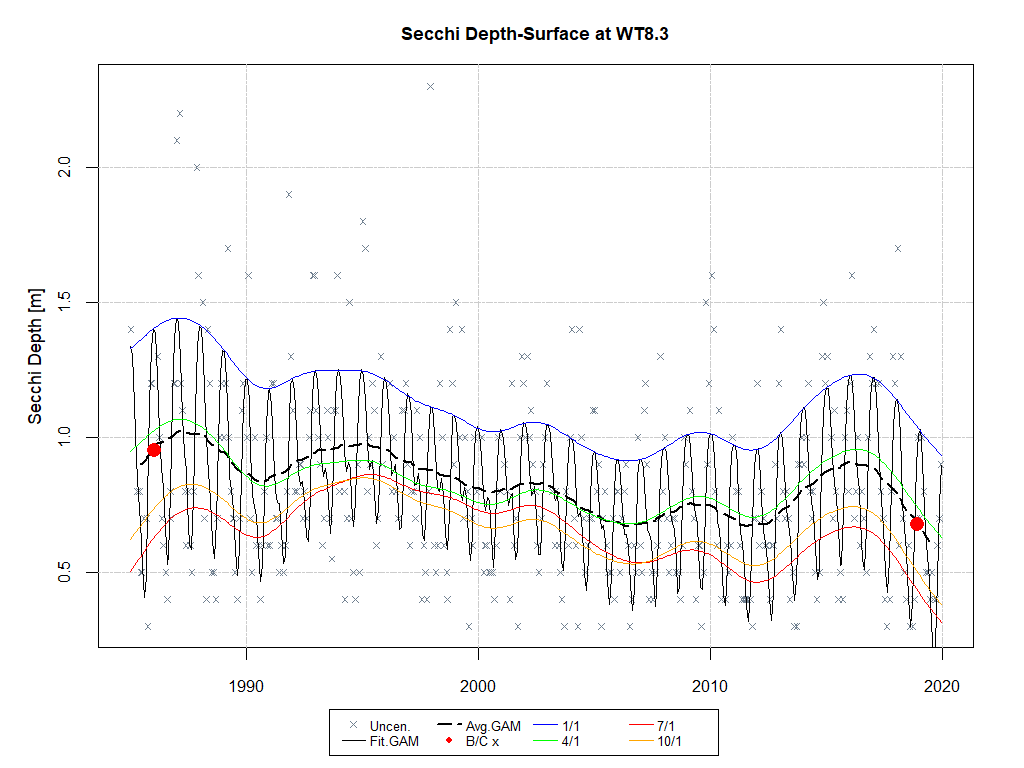 Secchi Depth-Surface at WT8.3
Secchi Depth [m]
2.0
1.5
1.0
0.5
1990 2000 2010 2020
Uncen. Avg.GAM 1/1 7/1
Fit.GAM B/C x 4/1 10/1